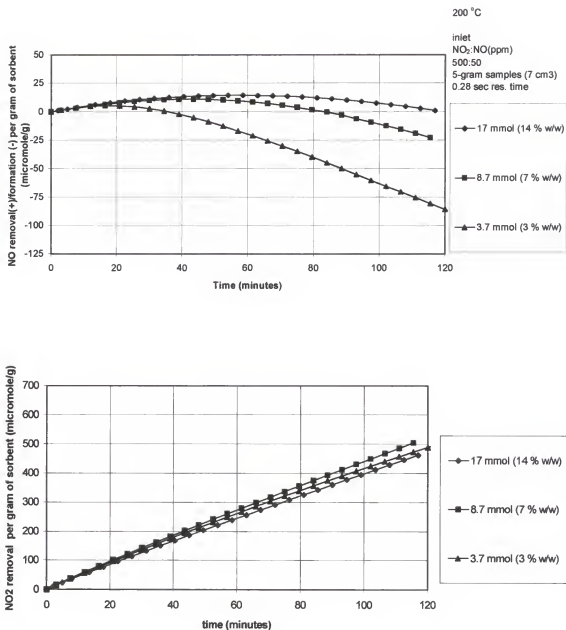 200 °C
inlet
NO2:NO(ppm)
500:50
5-gram samples (7 cm3)
0.28 sec res. time
NO removal(+)/formation (-) per gram of sorbent
(micromole/g)
50
25
0
-25
-50
-75
-100
-125
0 20 40 60 80 100 120
Time (minutes)
17 mmol (14 % w/w)
8.7 mmol (7 % w/w)
3.7 mmol (3 % w/w)
NO2 removal per gram of sorbent (micromole/g)
700
600
500
400
300
200
100
0
0 20 40 60 80 100 120
time (minutes)
17 mmol (14 % w/w)
8.7 mmol (7 % w/w)
3.7 mmol (3 % w/w)